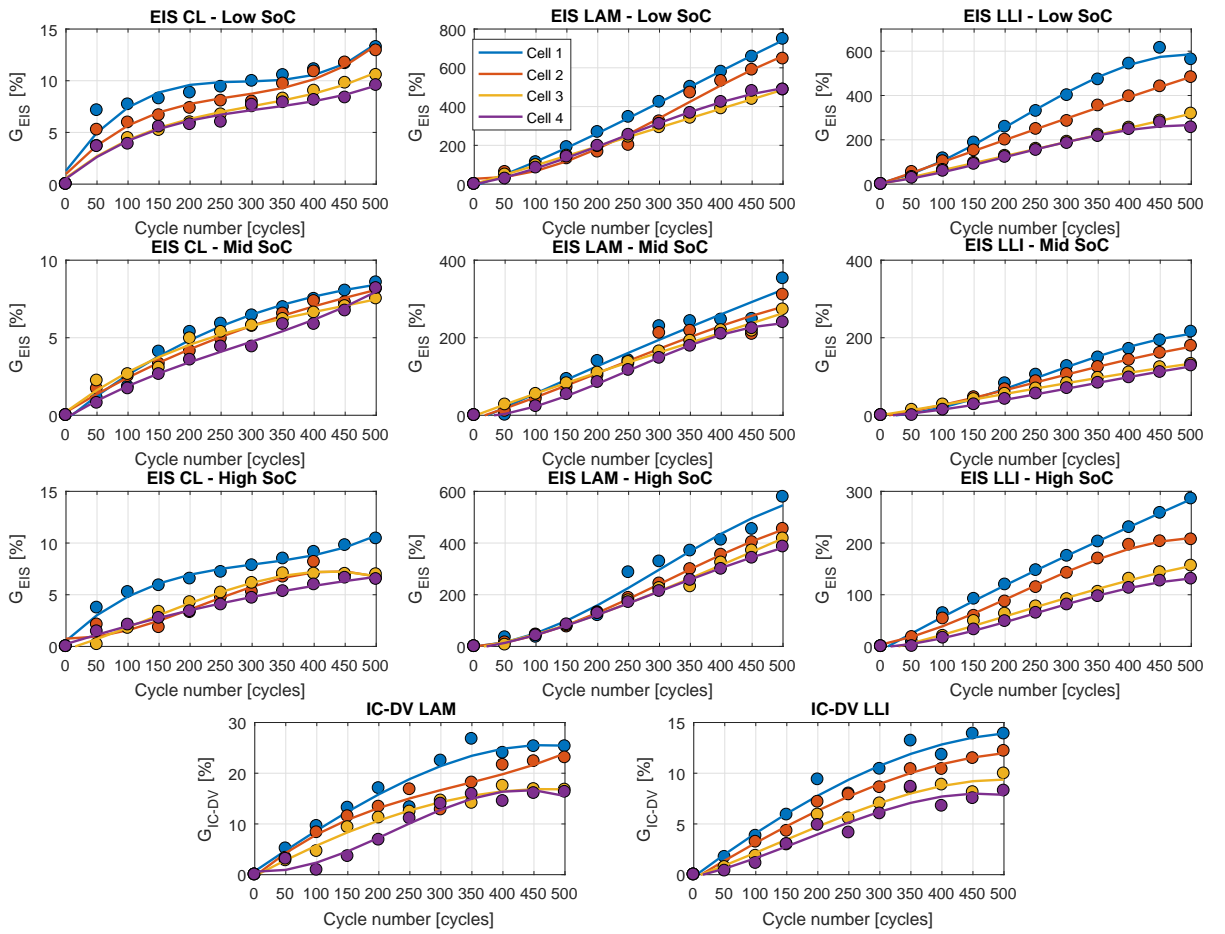 EIS CL - Low SoC
15
10
5
0
G_EIS [%]
0 50 100 150 200 250 300 350 400 450 500
Cycle number [cycles]
EIS LAM - Low SoC
800
600
400
200
0
G_EIS [%]
Cell 1
Cell 2
Cell 3
Cell 4
0 50 100 150 200 250 300 350 400 450 500
Cycle number [cycles]
EIS LLI - Low SoC
600
400
200
0
G_EIS [%]
0 50 100 150 200 250 300 350 400 450 500
Cycle number [cycles]
EIS CL - Mid SoC
10
5
0
G_EIS [%]
0 50 100 150 200 250 300 350 400 450 500
Cycle number [cycles]
EIS LAM - Mid SoC
400
200
0
G_EIS [%]
0 50 100 150 200 250 300 350 400 450 500
Cycle number [cycles]
EIS LLI - Mid SoC
400
200
0
G_EIS [%]
0 50 100 150 200 250 300 350 400 450 500
Cycle number [cycles]
EIS CL - High SoC
15
10
5
0
G_EIS [%]
0 50 100 150 200 250 300 350 400 450 500
Cycle number [cycles]
EIS LAM - High SoC
600
400
200
0
G_EIS [%]
0 50 100 150 200 250 300 350 400 450 500
Cycle number [cycles]
EIS LLI - High SoC
300
200
100
0
G_EIS [%]
0 50 100 150 200 250 300 350 400 450 500
Cycle number [cycles]
IC-DV LAM
30
20
10
0
G_IC-DV [%]
0 50 100 150 200 250 300 350 400 450 500
Cycle number [cycles]
IC-DV LLI
15
10
5
0
G_IC-DV [%]
0 50 100 150 200 250 300 350 400 450 500
Cycle number [cycles]